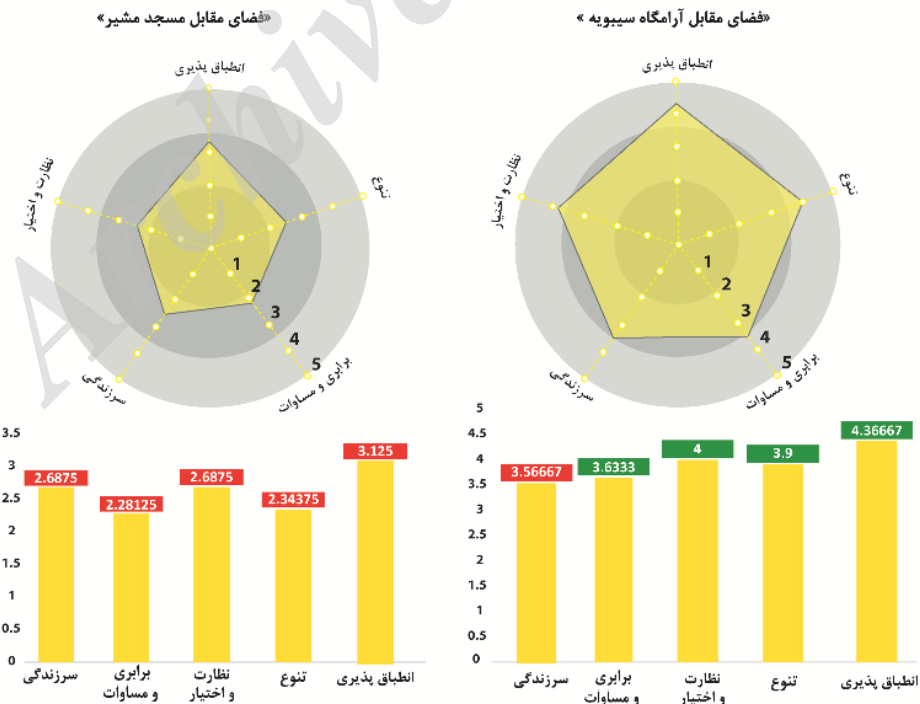 «فضای مقابل آرامگاه سیبویه »
انطباق پذیری
تنوع
نظارت و اختیار
برابری و مساوات
سرزندگی
1
2
3
4
5
«فضای مقابل مسجد مشیر»
انطباق پذیری
تنوع
نظارت و اختیار
برابری و مساوات
سرزندگی
1
2
3
4
5
5
4.5
4
3.5
3
2.5
2
1.5
1
0.5
0
3.56667
3.6333
4
3.9
4.36667
سرزندگی
برابری
و مساوات
نظارت
و اختیار
تنوع
انطباق پذیری
3.5
3
2.5
2
1.5
1
0.5
0
2.6875
2.28125
2.6875
2.34375
3.125
سرزندگی
برابری
و مساوات
نظارت
و اختیار
تنوع
انطباق پذیری
Archive